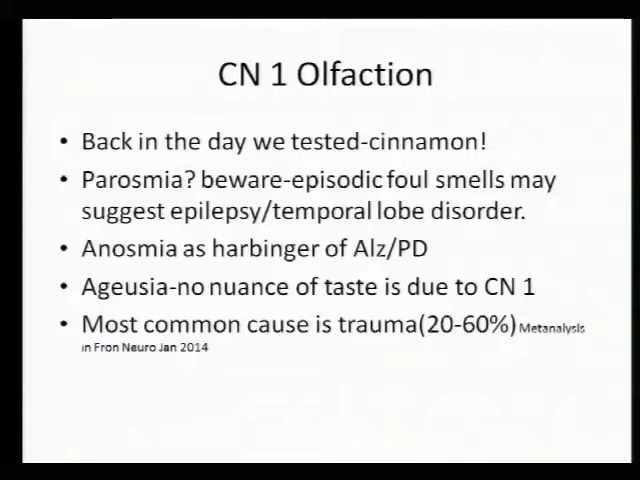 CN 1 Olfaction
• Back in the day we tested-cinnamon!
• Parosmia? beware-episodic foul smells may
suggest epilepsy/temporal lobe disorder.
• Anosmia as harbinger of Alz/PD
• Ageusia-no nuance of taste is due to CN 1
• Most common cause is trauma(20-60%) Metanalysis
in Fron Neuro Jan 2014